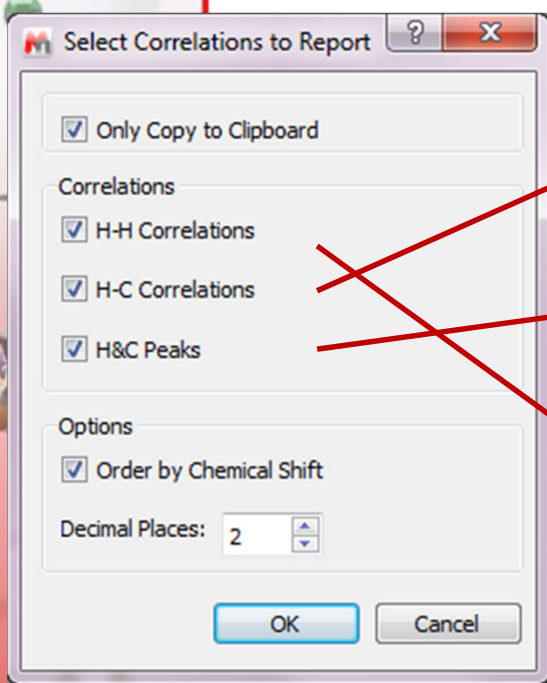 Select Correlations to Report
Only Copy to Clipboard
Correlations
H-H Correlations
H-C Correlations
H&C Peaks
Options
Order by Chemical Shift
Decimal Places: 2
OK Cancel